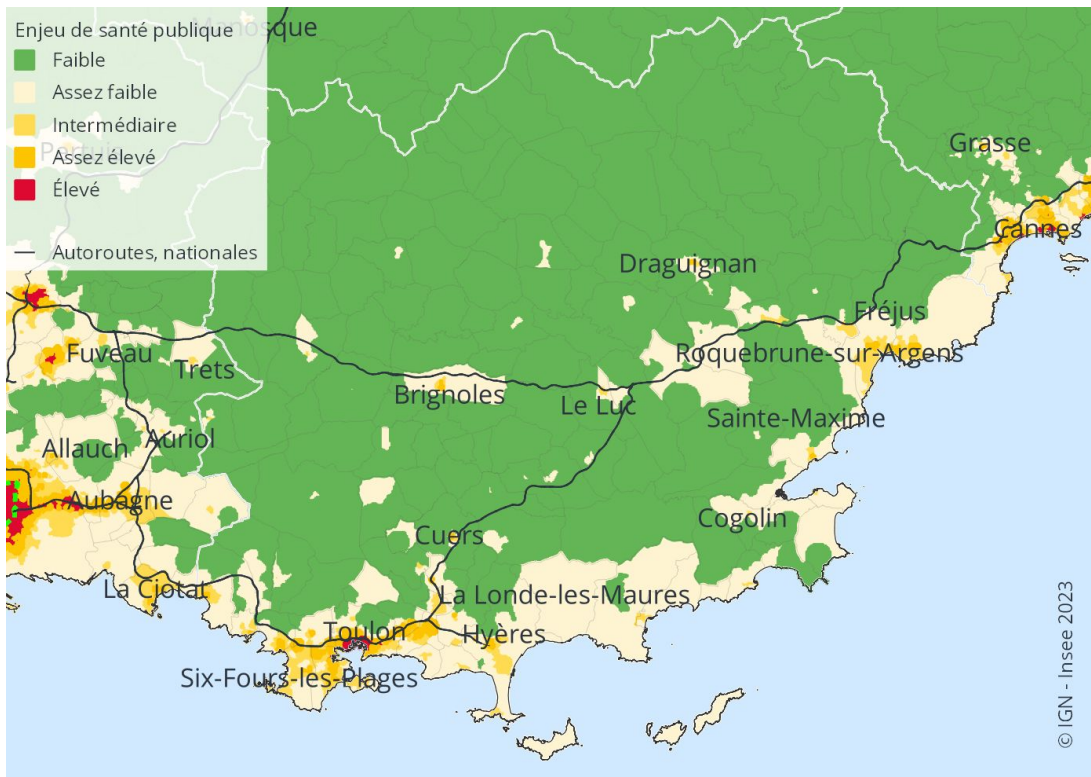 Enjeu de santé publique
Faible
Assez faible
Intermédiaire
Assez élevé
Élevé
Autoroutes, nationales
Manosque
Pertuis
Grasse
Cannes
Draguignan
Fréjus
Fuveau
Trets
Roquebrune-sur-Argens
Brignoles
Le Luc
Sainte-Maxime
Allauch
Auriol
Aubagne
Cogolin
Cuers
La Ciotat
La Londe-les-Maures
Toulon
Hyères
Six-Fours-les-Plages
© IGN - Insee 2023